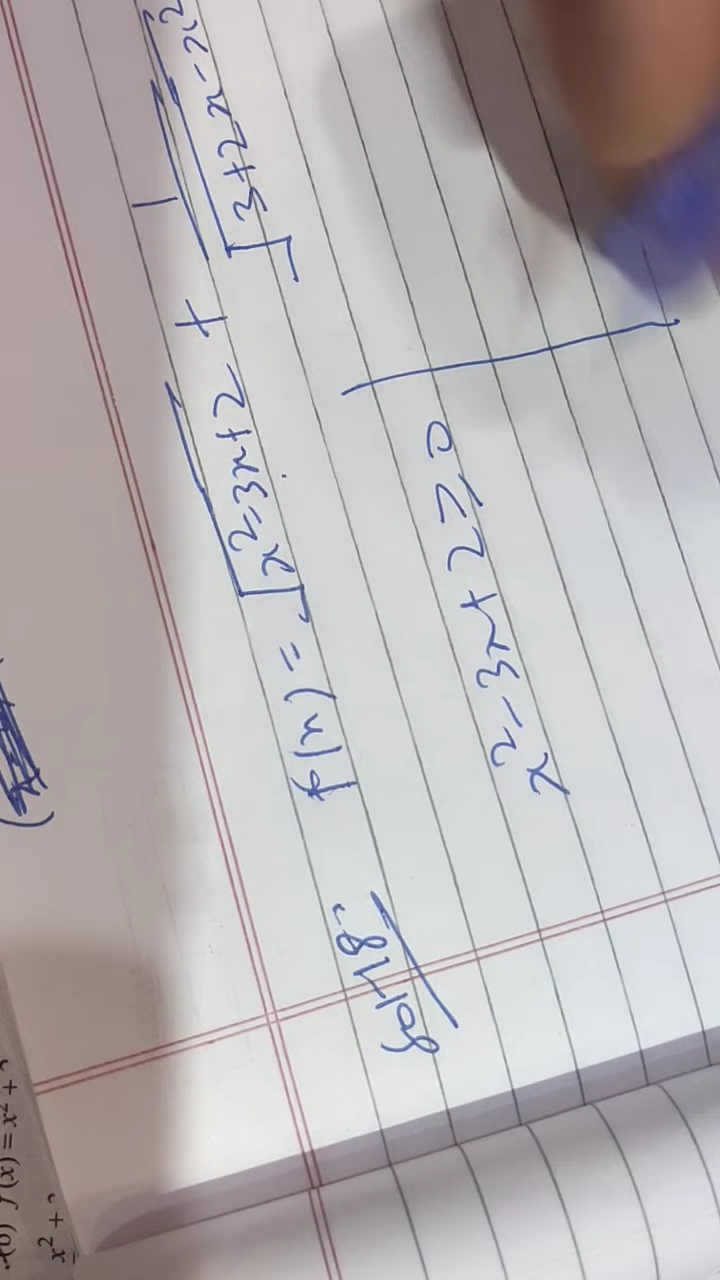 Sol 18.
f(x) = √x²-3x+2 + 1/√3+2x-x²
x²-3x+2≥0
f(x) = x² +
x² +